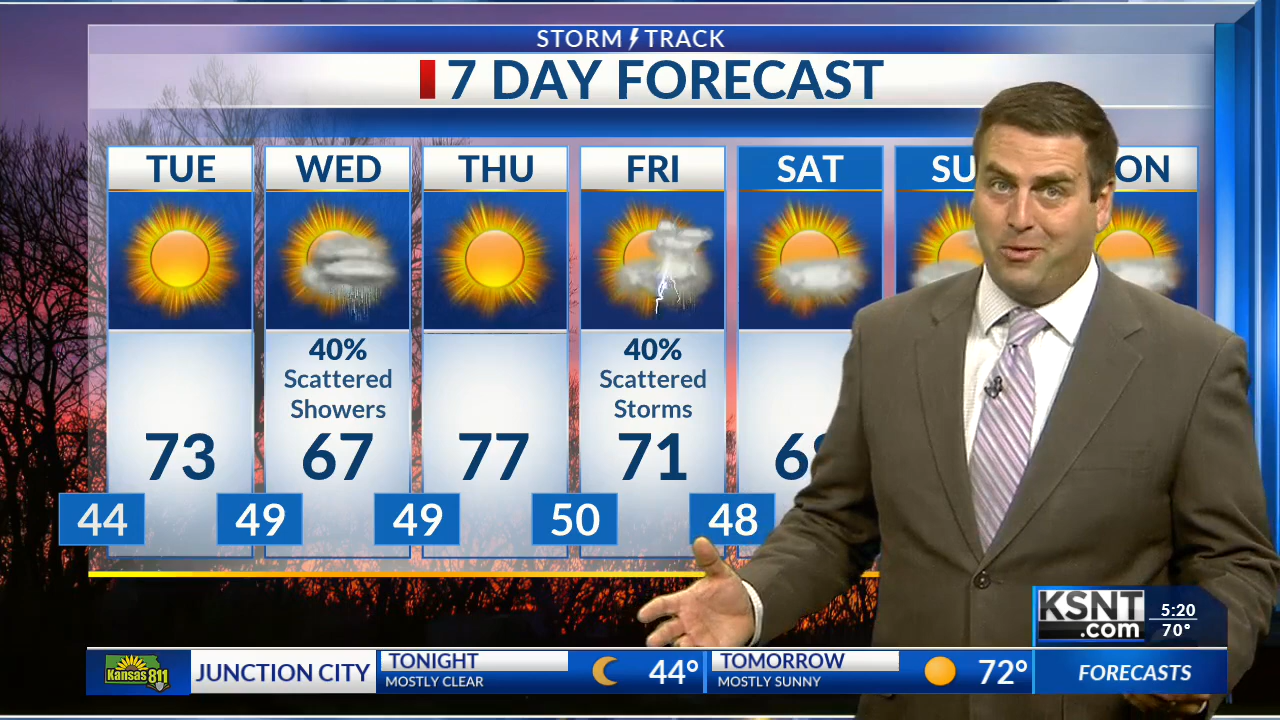 STORM TRACK
7 DAY FORECAST
TUE
WED
THU
FRI
SAT
40%
Scattered
Showers
40%
Scattered
Storms
73
67
77
71
44
49
49
50
48
KSNT
.com
5:20
70°
Kansas 811
JUNCTION CITY
TONIGHT
MOSTLY CLEAR
44°
TOMORROW
MOSTLY SUNNY
72°
FORECASTS